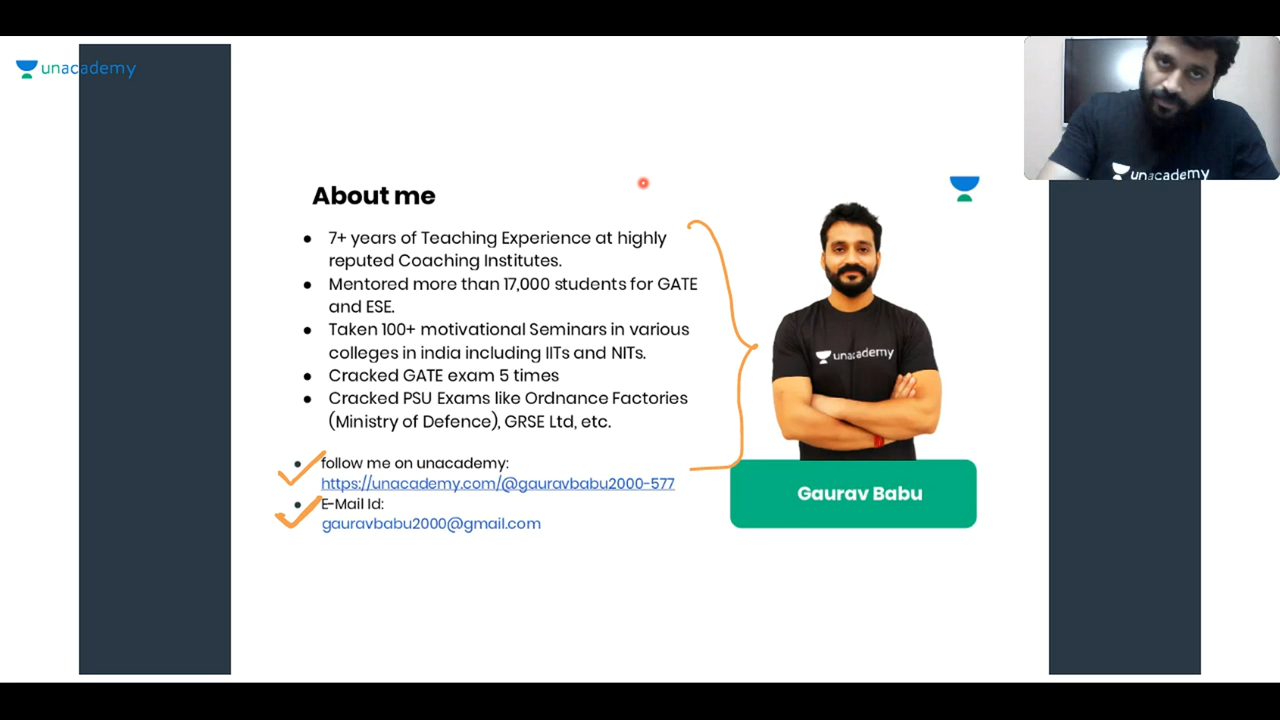 unacademy
unacademy
About me
7+ years of Teaching Experience at highly
reputed Coaching Institutes.
Mentored more than 17,000 students for GATE
and ESE.
Taken 100+ motivational Seminars in various
colleges in india including IITs and NITs.
Cracked GATE exam 5 times
Cracked PSU Exams like Ordnance Factories
(Ministry of Defence), GRSE Ltd, etc.
follow me on unacademy:
https://unacademy.com/@gauravbabu2000-577
E-Mail Id:
gauravbabu2000@gmail.com
unacademy
Gaurav Babu